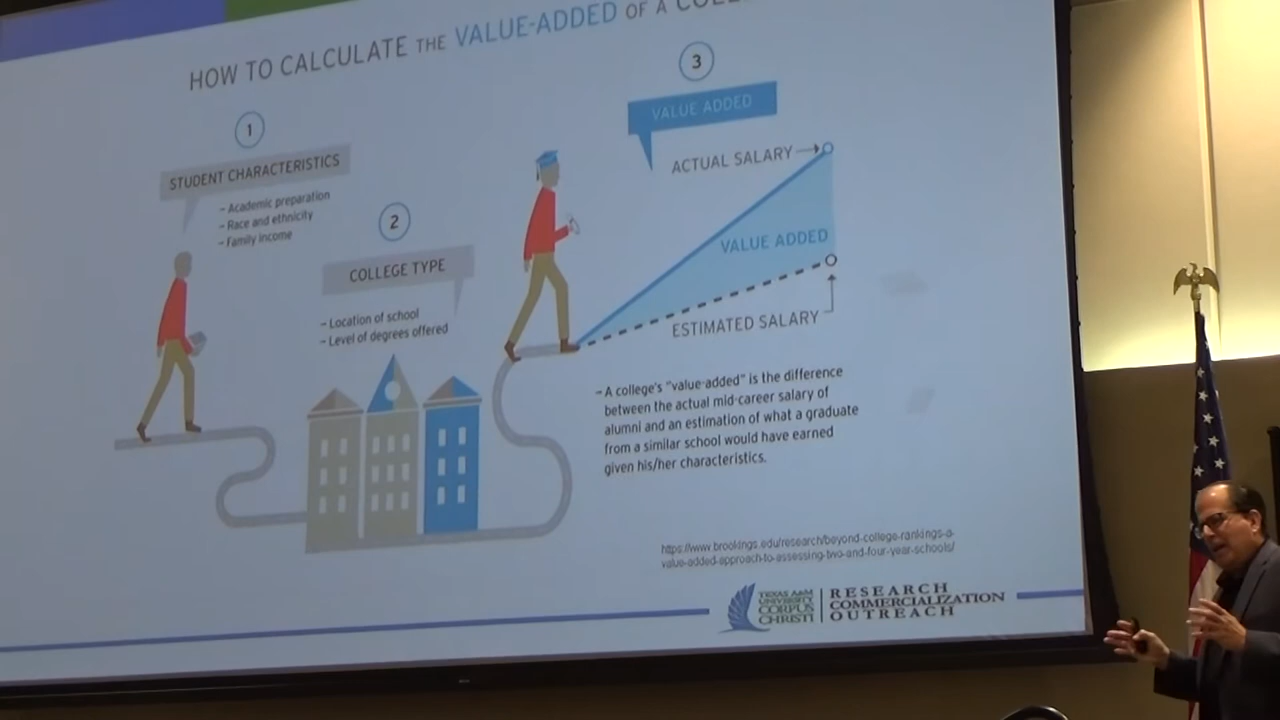 HOW TO CALCULATE THE VALUE-ADDED OF A
1
STUDENT CHARACTERISTICS
- Academic preparation
- Race and ethnicity
- Family income
2
COLLEGE TYPE
- Location of school
- Level of degrees offered
3
VALUE ADDED
ACTUAL SALARY
VALUE ADDED
ESTIMATED SALARY
- A college's "value-added" is the difference
between the actual mid-career salary of
alumni and an estimation of what a graduate
from a similar school would have earned
given his/her characteristics.
https://www.brookings.edu/research/beyond-college-rankings-a-
value-added-approach-to-assessing-two-and-four-year-schools/
TEXAS A&M
UNIVERSITY
CORPUS
CHRISTI
RESEARCH
COMMERCIALIZATION
OUTREACH